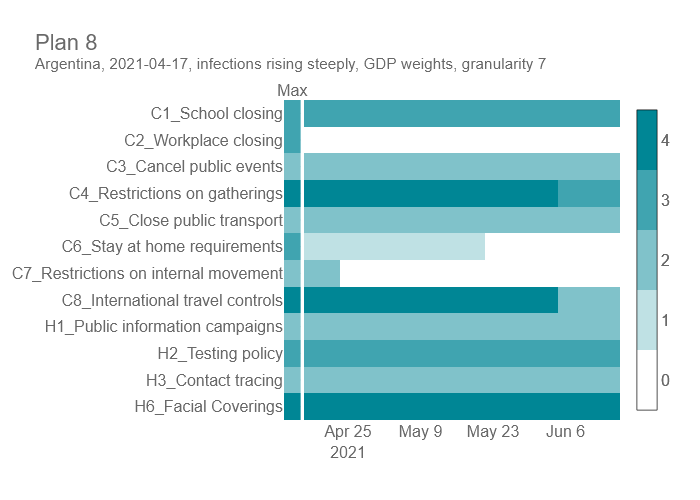 Plan 8
Argentina, 2021-04-17, infections rising steeply, GDP weights, granularity 7
Max
C1_School closing
C2_Workplace closing
C3_Cancel public events
C4_Restrictions on gatherings
C5_Close public transport
C6_Stay at home requirements
C7_Restrictions on internal movement
C8_International travel controls
H1_Public information campaigns
H2_Testing policy
H3_Contact tracing
H6_Facial Coverings
4
3
2
1
0
Apr 25 May 9 May 23 Jun 6
2021